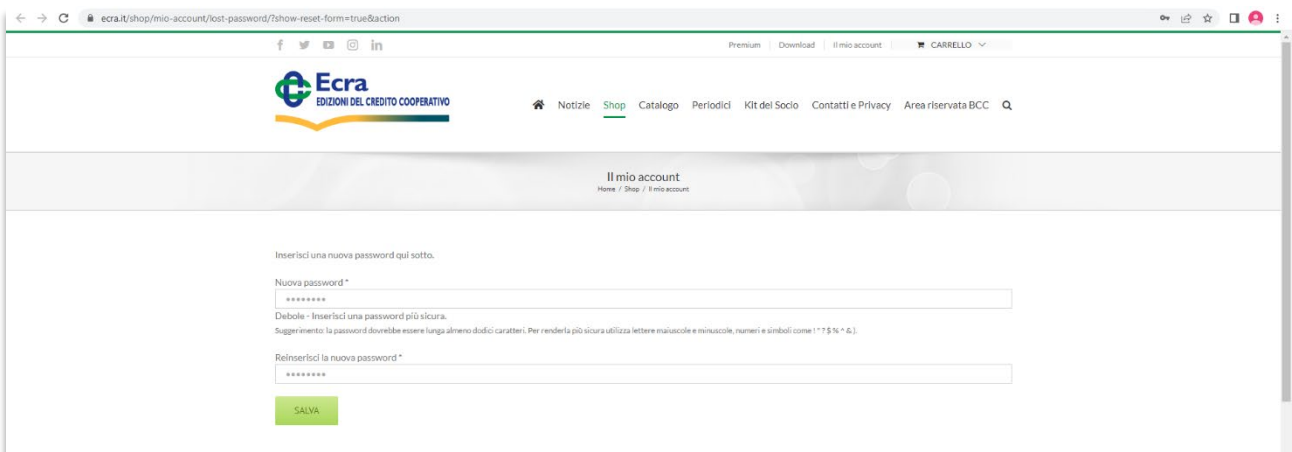 ecra.it/shop/mio-account/lost-password/?show-reset-form=true&action
Premium Download Il mio account CARRELLO
Ecra
EDIZIONI DEL CREDITO COOPERATIVO
Notizie Shop Catalogo Periodici Kit del Socio Contatti e Privacy Area riservata BCC
Il mio account
Home / Shop / Il mio account
Inserisci una nuova password qui sotto.
Nuova password *
Debole - Inserisci una password più sicura.
Suggerimento: la password dovrebbe essere lunga almeno dodici caratteri. Per renderla più sicura utilizza lettere maiuscole e minuscole, numeri e simboli come ! " ? $ % ^ & ).
Reinserisci la nuova password *
SALVA